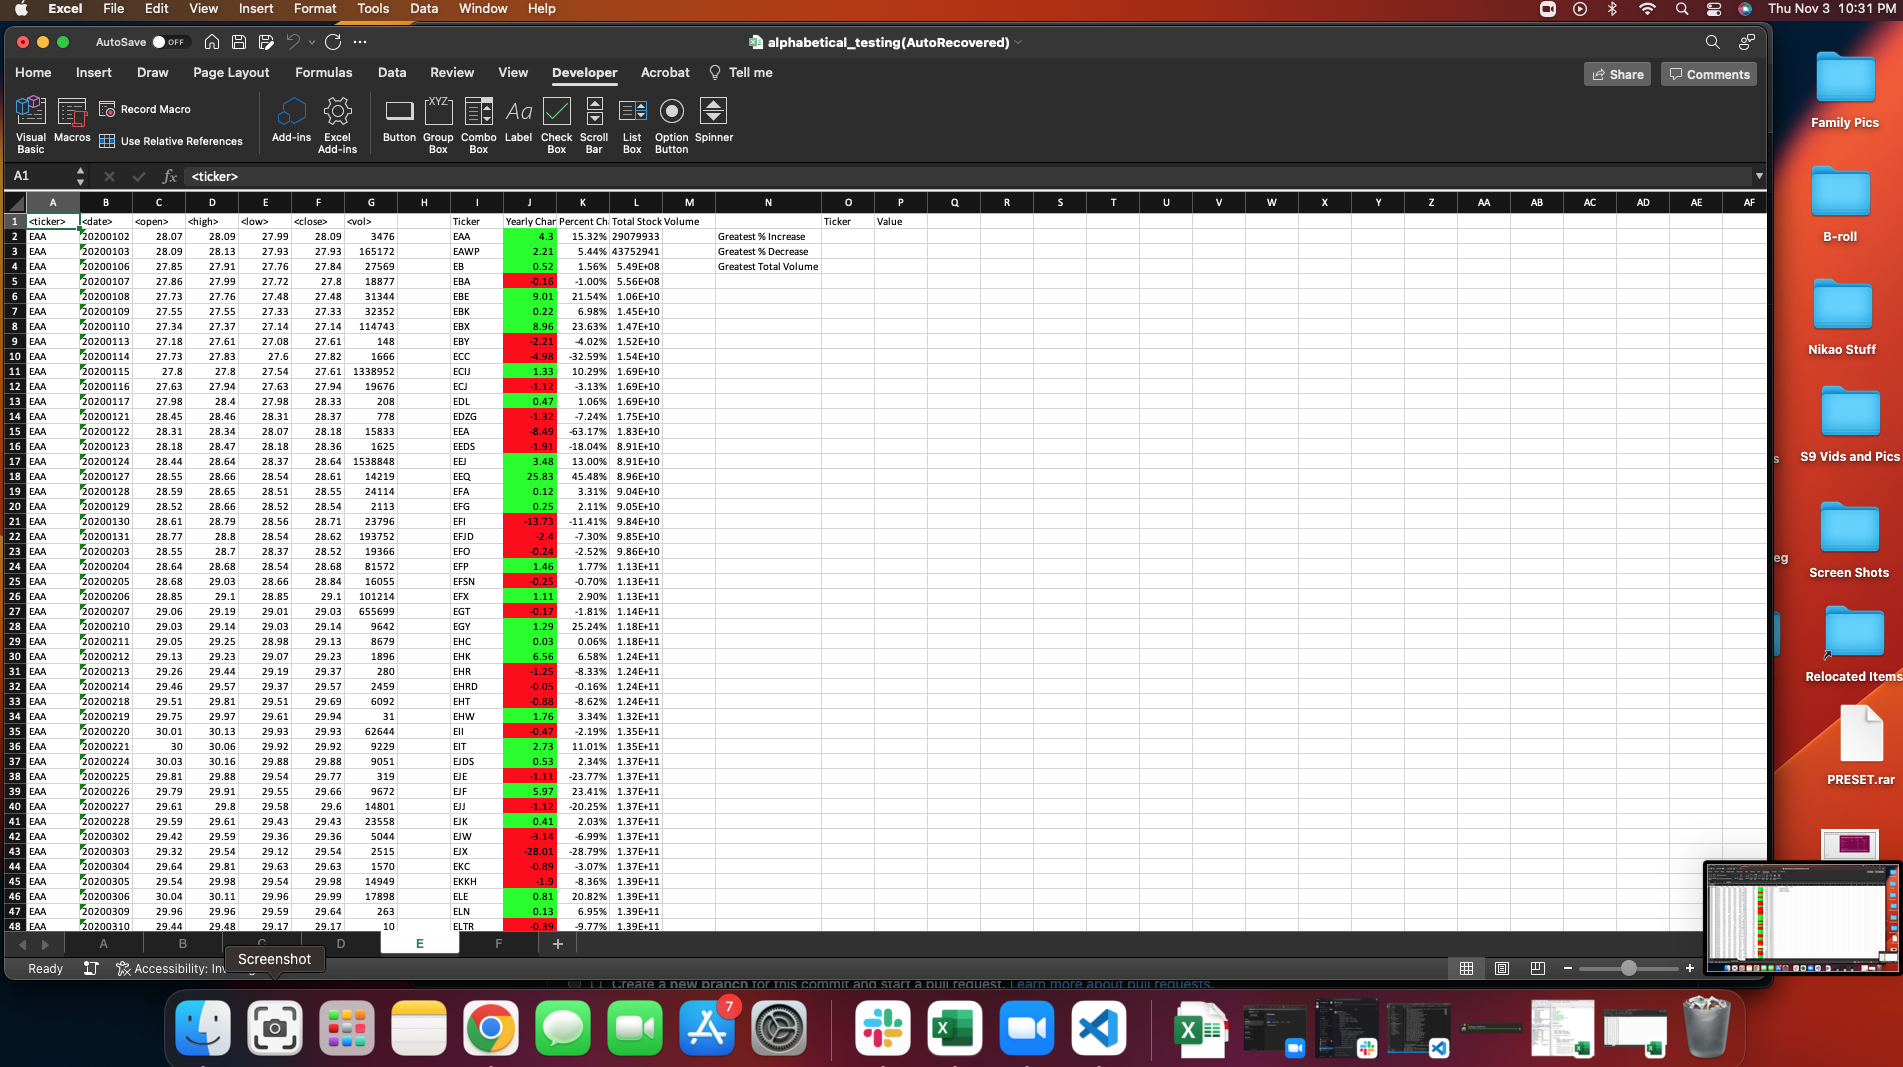 Excel File Edit View Insert Format Tools Data Window Help Thu Nov 3 10:31 PM
AutoSave OFF alphabetical_testing(AutoRecovered)
Home Insert Draw Page Layout Formulas Data Review View Developer Acrobat Tell me Share Comments
Visual Basic Macros Record Macro Use Relative References Add-ins Excel Add-ins Button Group Box Combo Box Label Check Box Scroll Bar List Box Option Button Spinner
A1 fx <ticker>
A B C D E F G H I J K L M N O P Q R S T U V W X Y Z AA AB AC AD AE AF
1 <ticker> <date> <open> <high> <low> <close> <vol> Ticker Yearly Chan Percent Ch Total Stock Volume Ticker Value
2 EAA 20200102 28.07 28.09 27.99 28.09 3476 EAA 4.3 15.32% 29079933 Greatest % Increase
3 EAA 20200103 28.09 28.13 27.93 27.93 165172 EAWP 2.21 5.44% 43752941 Greatest % Decrease
4 EAA 20200106 27.85 27.91 27.76 27.84 27569 EB 0.52 1.56% 5.49E+08 Greatest Total Volume
5 EAA 20200107 27.86 27.99 27.72 27.8 18877 EBA -0.16 -1.00% 5.56E+08
6 EAA 20200108 27.73 27.76 27.48 27.48 31344 EBE 9.01 21.54% 1.06E+10
7 EAA 20200109 27.55 27.55 27.33 27.33 32352 EBK 0.22 6.98% 1.45E+10
8 EAA 20200110 27.34 27.37 27.14 27.14 114743 EBX 8.96 23.63% 1.47E+10
9 EAA 20200113 27.18 27.61 27.08 27.61 148 EBY -2.21 -4.02% 1.52E+10
10 EAA 20200114 27.73 27.83 27.6 27.82 1666 ECC -4.98 -32.59% 1.54E+10
11 EAA 20200115 27.8 27.8 27.54 27.61 1338952 ECIJ 1.33 10.29% 1.69E+10
12 EAA 20200116 27.63 27.94 27.63 27.94 19676 ECJ -1.12 -3.13% 1.69E+10
13 EAA 20200117 27.98 28.4 27.98 28.33 208 EDL 0.47 1.06% 1.69E+10
14 EAA 20200121 28.45 28.46 28.31 28.37 778 EDZG -1.32 -7.24% 1.75E+10
15 EAA 20200122 28.31 28.34 28.07 28.18 15833 EEA -8.49 -63.17% 1.83E+10
16 EAA 20200123 28.18 28.47 28.18 28.36 1625 EEDS -1.91 -18.04% 8.91E+10
17 EAA 20200124 28.44 28.64 28.37 28.64 1538848 EEJ 3.48 13.00% 8.91E+10
18 EAA 20200127 28.55 28.66 28.54 28.61 14219 EEQ 25.83 45.48% 8.96E+10
19 EAA 20200128 28.59 28.65 28.51 28.55 24114 EFA 0.12 3.31% 9.04E+10
20 EAA 20200129 28.52 28.66 28.52 28.54 2113 EFG 0.25 2.11% 9.05E+10
21 EAA 20200130 28.61 28.79 28.56 28.71 23796 EFI -13.73 -11.41% 9.84E+10
22 EAA 20200131 28.77 28.8 28.54 28.62 193752 EFJD -2.4 -7.30% 9.85E+10
23 EAA 20200203 28.55 28.7 28.37 28.52 19366 EFO -0.24 -2.52% 9.86E+10
24 EAA 20200204 28.64 28.68 28.54 28.68 81572 EFP 1.46 1.77% 1.13E+11
25 EAA 20200205 28.68 29.03 28.66 28.84 16055 EFSN -0.25 -0.70% 1.13E+11
26 EAA 20200206 28.85 29.1 28.85 29.1 101214 EFX 1.11 2.90% 1.13E+11
27 EAA 20200207 29.06 29.19 29.01 29.03 655699 EGT -0.17 -1.81% 1.14E+11
28 EAA 20200210 29.03 29.14 29.03 29.14 9642 EGY 1.29 25.24% 1.18E+11
29 EAA 20200211 29.05 29.25 28.98 29.13 8679 EHC 0.03 0.06% 1.18E+11
30 EAA 20200212 29.13 29.23 29.07 29.23 1896 EHK 6.56 6.58% 1.24E+11
31 EAA 20200213 29.26 29.44 29.19 29.37 280 EHR -1.25 -8.33% 1.24E+11
32 EAA 20200214 29.46 29.57 29.37 29.57 2459 EHRD -0.05 -0.16% 1.24E+11
33 EAA 20200218 29.51 29.81 29.51 29.69 6092 EHT -0.88 -8.62% 1.24E+11
34 EAA 20200219 29.75 29.97 29.61 29.94 31 EHW 1.76 3.34% 1.32E+11
35 EAA 20200220 30.01 30.13 29.93 29.93 62644 EII -0.47 -2.19% 1.35E+11
36 EAA 20200221 30 30.06 29.92 29.92 9229 EIT 2.73 11.01% 1.35E+11
37 EAA 20200224 30.03 30.16 29.88 29.88 9051 EJDS 0.53 2.34% 1.37E+11
38 EAA 20200225 29.81 29.88 29.54 29.77 319 EJE -1.11 -23.77% 1.37E+11
39 EAA 20200226 29.79 29.91 29.55 29.66 9672 EJF 5.97 23.41% 1.37E+11
40 EAA 20200227 29.61 29.8 29.58 29.6 14801 EJJ -1.12 -20.25% 1.37E+11
41 EAA 20200228 29.59 29.61 29.43 29.43 23558 EJK 0.41 2.03% 1.37E+11
42 EAA 20200302 29.42 29.59 29.36 29.36 5044 EJW -3.14 -6.99% 1.37E+11
43 EAA 20200303 29.32 29.54 29.12 29.54 2515 EJX -28.01 -28.79% 1.37E+11
44 EAA 20200304 29.64 29.81 29.63 29.63 1570 EKC -0.89 -3.07% 1.37E+11
45 EAA 20200305 29.54 29.98 29.54 29.98 14949 EKKH -1.9 -8.36% 1.39E+11
46 EAA 20200306 30.04 30.11 29.96 29.99 17898 ELE 0.81 20.82% 1.39E+11
47 EAA 20200309 29.96 29.96 29.59 29.64 263 ELN 0.13 6.95% 1.39E+11
48 EAA 20200310 29.44 29.48 29.17 29.17 10 ELTR -0.39 -9.77% 1.39E+11
A B C D E F +
Screenshot
Ready Accessibility: Inv
Create a new branch for this commit and start a pull request. Learn more about pull requests.
7
Family Pics
B-roll
Nikao Stuff
S9 Vids and Pics
Screen Shots
Relocated Items
PRESET.rar